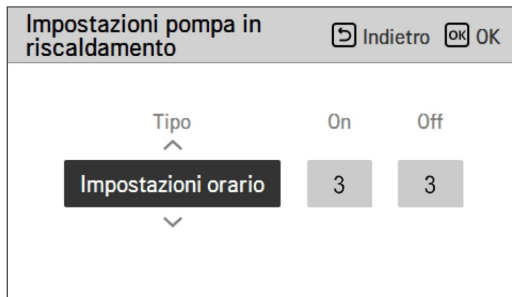 Impostazioni pompa in
riscaldamento
Indietro OK OK
Tipo On Off
Impostazioni orario 3 3